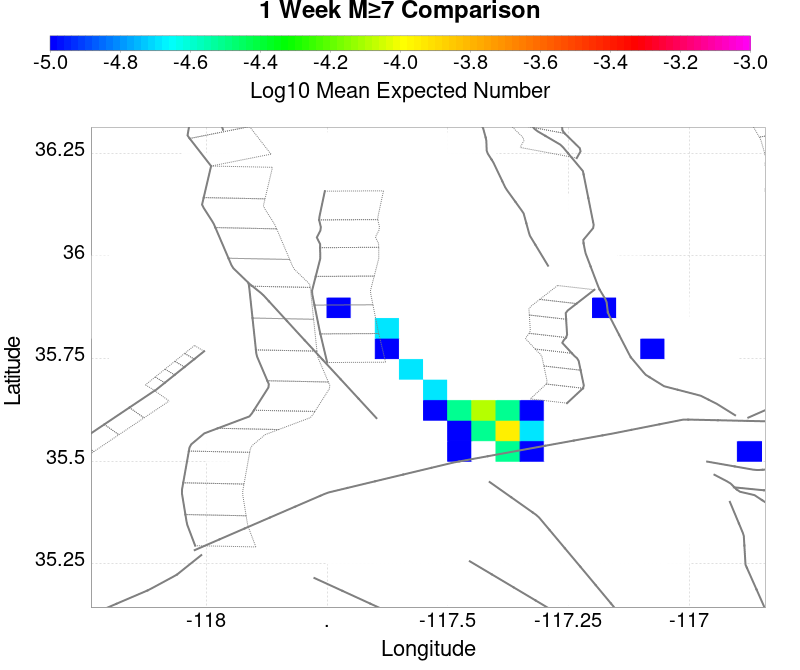 1 Week M≥7 Comparison
-5.0 -4.8 -4.6 -4.4 -4.2 -4.0 -3.8 -3.6 -3.4 -3.2 -3.0
Log10 Mean Expected Number
36.25
36
35.75
35.5
35.25
Latitude
-118 . -117.5 -117.25 -117
Longitude